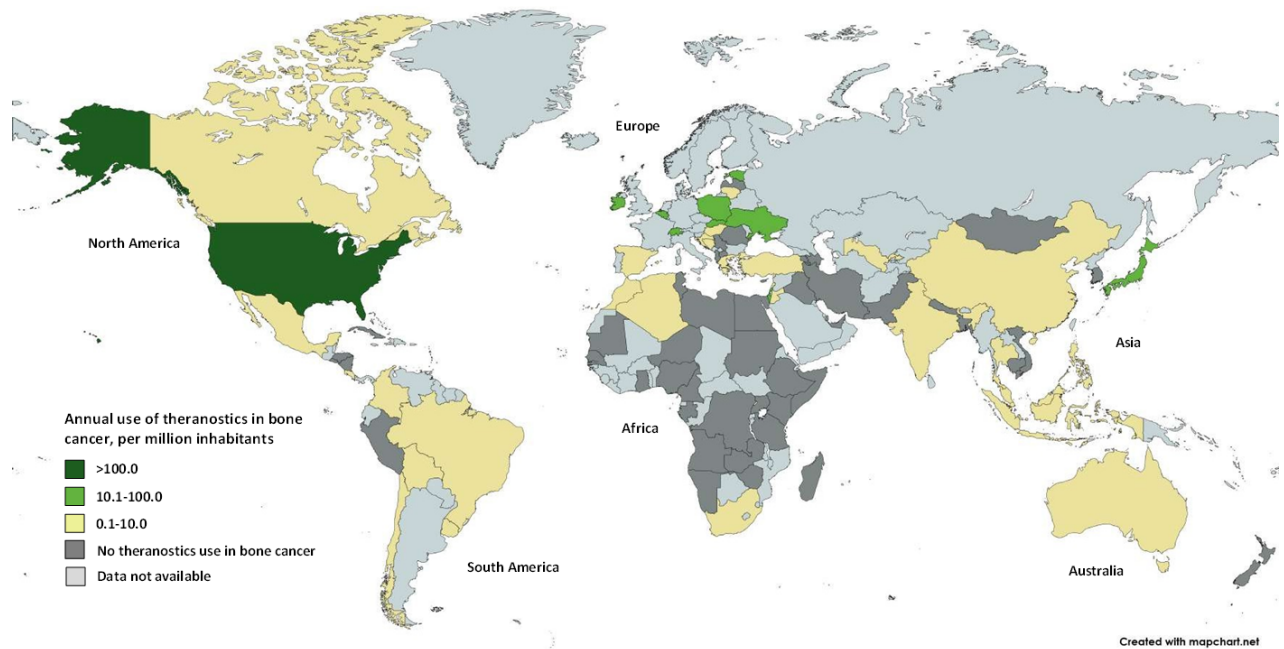 Europe
North America
Asia
Africa
Annual use of theranostics in bone
cancer, per million inhabitants
>100.0
10.1-100.0
0.1-10.0
No theranostics use in bone cancer
Data not available
South America
Australia
Created with mapchart.net